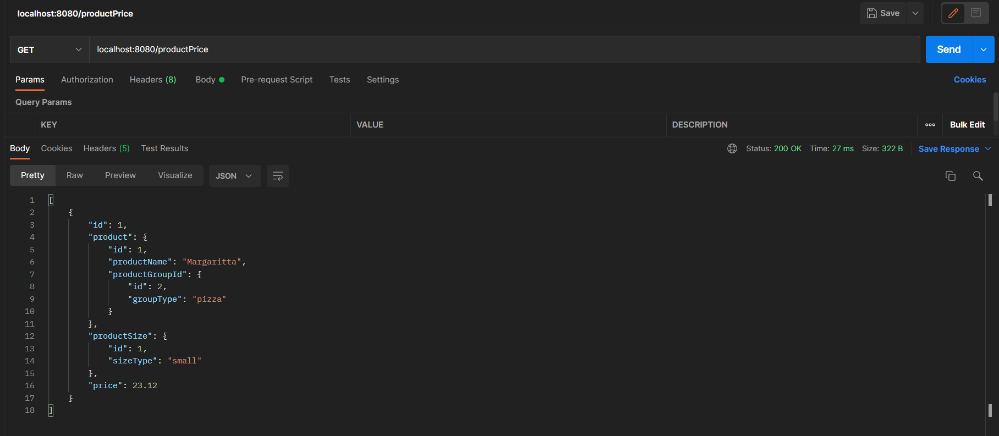 localhost:8080/productPrice
Save
GET localhost:8080/productPrice Send
Params Authorization Headers (8) Body Pre-request Script Tests Settings Cookies
Query Params
KEY VALUE DESCRIPTION Bulk Edit
Body Cookies Headers (5) Test Results Status: 200 OK Time: 27 ms Size: 322 B Save Response
Pretty Raw Preview Visualize JSON
1 [
2 {
3 "id": 1,
4 "product": {
5 "id": 1,
6 "productName": "Margaritta",
7 "productGroupId": {
8 "id": 2,
9 "groupType": "pizza"
10 }
11 },
12 "productSize": {
13 "id": 1,
14 "sizeType": "small"
15 },
16 "price": 23.12
17 }
18 ]